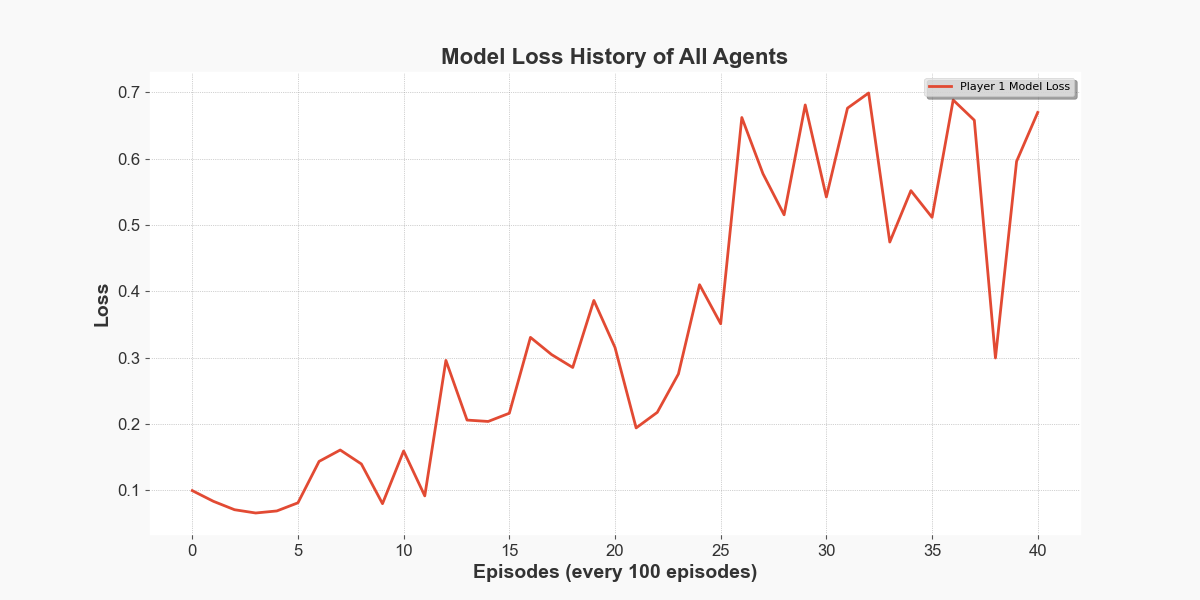 Model Loss History of All Agents
Player 1 Model Loss
0.7
0.6
0.5
0.4
0.3
0.2
0.1
Loss
0 5 10 15 20 25 30 35 40
Episodes (every 100 episodes)